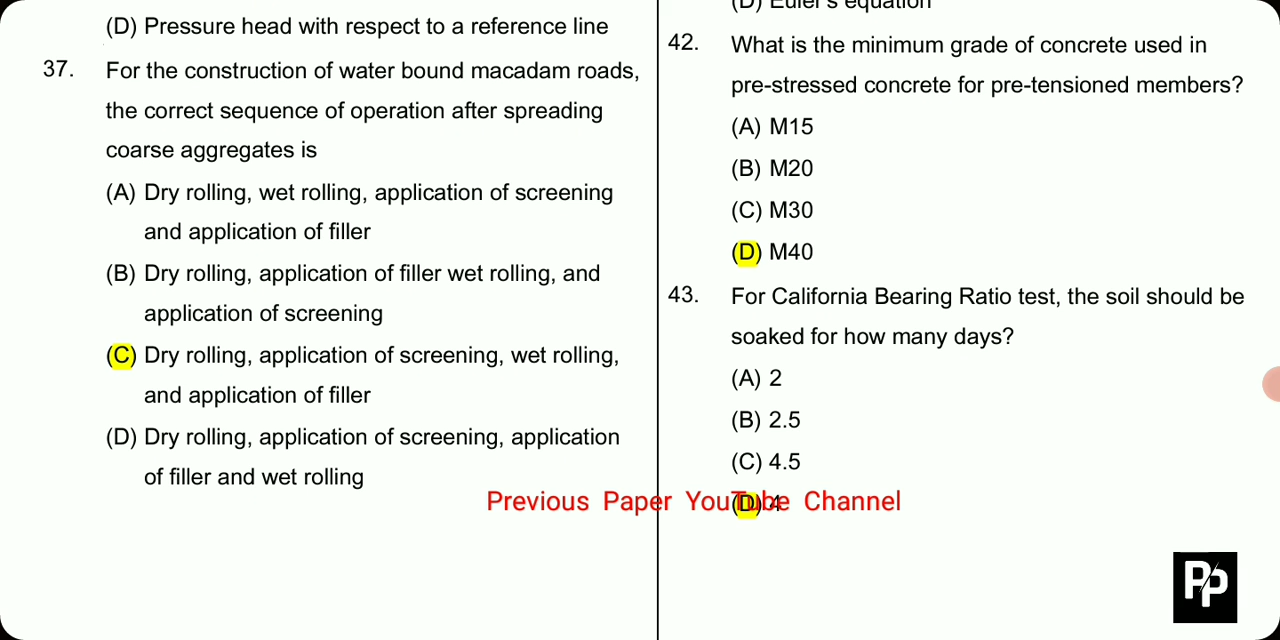 (D) Pressure head with respect to a reference line
37. For the construction of water bound macadam roads,
the correct sequence of operation after spreading
coarse aggregates is
(A) Dry rolling, wet rolling, application of screening
and application of filler
(B) Dry rolling, application of filler wet rolling, and
application of screening
(C) Dry rolling, application of screening, wet rolling,
and application of filler
(D) Dry rolling, application of screening, application
of filler and wet rolling
(D) Euler's equation
42. What is the minimum grade of concrete used in
pre-stressed concrete for pre-tensioned members?
(A) M15
(B) M20
(C) M30
(D) M40
43. For California Bearing Ratio test, the soil should be
soaked for how many days?
(A) 2
(B) 2.5
(C) 4.5
(D) 4
Previous Paper YouTube Channel
Pp